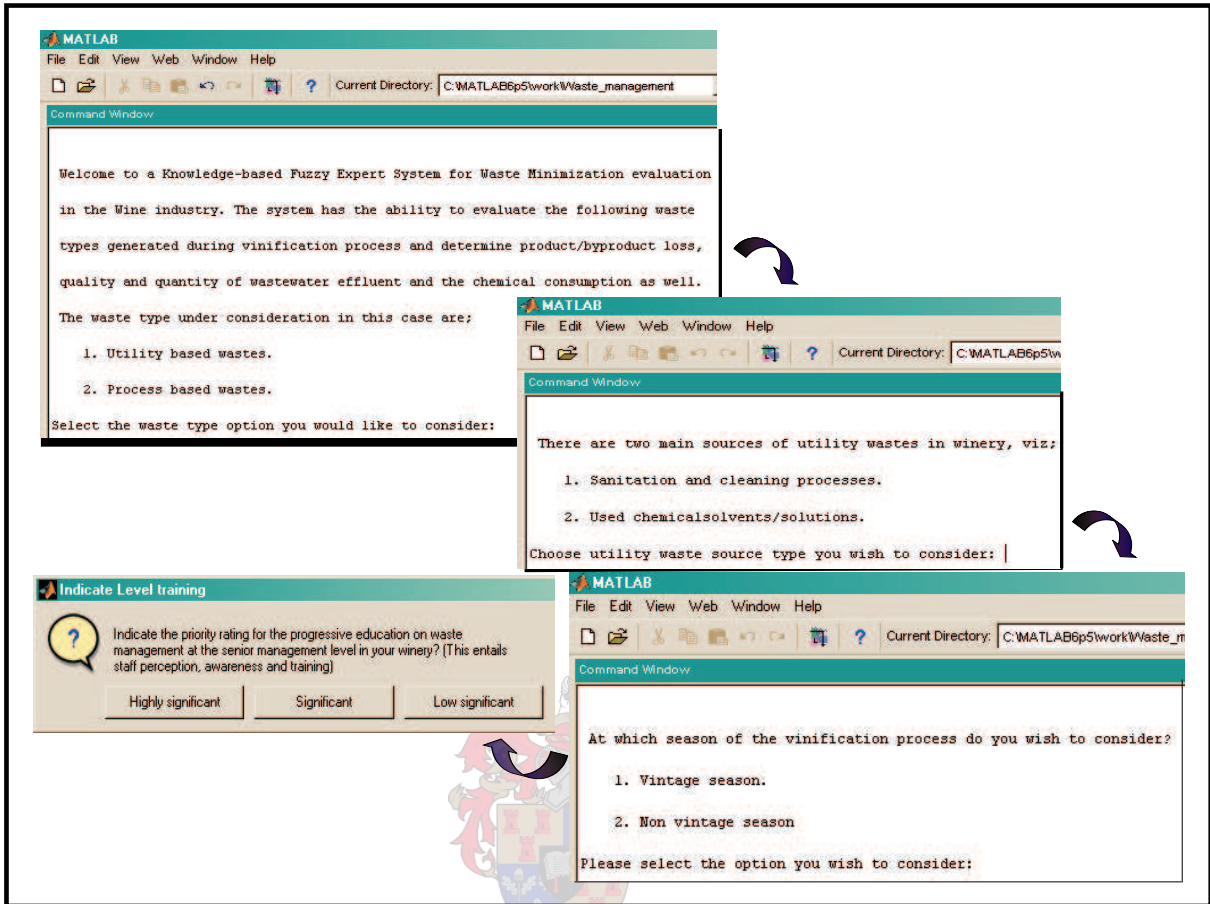 MATLAB
File Edit View Web Window Help
? Current Directory: C:\MATLAB6p5\work\Waste_management
Command Window
Welcome to a Knowledge-based Fuzzy Expert System for Waste Minimization evaluation
in the Wine industry. The system has the ability to evaluate the following waste
types generated during vinification process and determine product/byproduct loss,
quality and quantity of wastewater effluent and the chemical consumption as well.
The waste type under consideration in this case are;
1. Utility based wastes.
2. Process based wastes.
Select the waste type option you would like to consider:
MATLAB
File Edit View Web Window Help
? Current Directory: C:\MATLAB6p5\w
Command Window
There are two main sources of utility wastes in winery, viz;
1. Sanitation and cleaning processes.
2. Used chemicalsolvents/solutions.
Choose utility waste source type you wish to consider:
MATLAB
File Edit View Web Window Help
? Current Directory: C:\MATLAB6p5\work\Waste_m
Command Window
At which season of the vinification process do you wish to consider?
1. Vintage season.
2. Non vintage season
Please select the option you wish to consider:
Indicate Level training
? Indicate the priority rating for the progressive education on waste
management at the senior management level in your winery? (This entails
staff perception, awareness and training)
Highly significant Significant Low significant